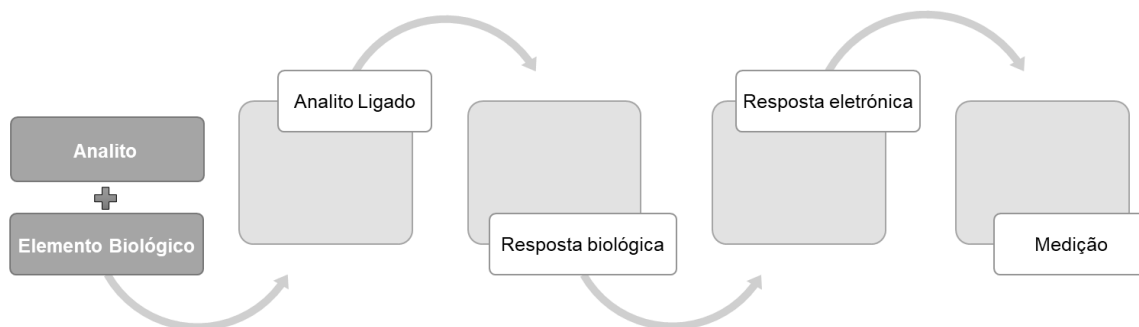 Analito
Elemento Biológico
Analito Ligado
Resposta biológica
Resposta eletrónica
Medição